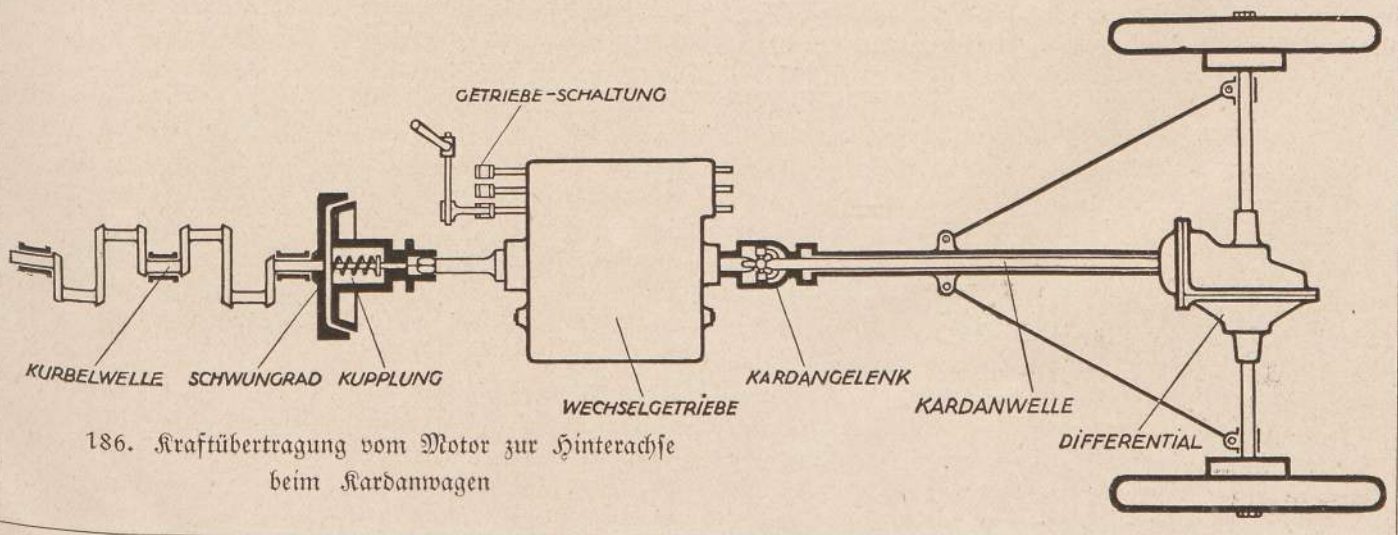 GETRIEBE-SCHALTUNG
KURBELWELLE
SCHWUNGRAD
KUPPLUNG
WECHSELGETRIEBE
KARDANGELENK
KARDANWELLE
DIFFERENTIAL
186. Kraftübertragung vom Motor zur Hinterachse
beim Kardanwagen